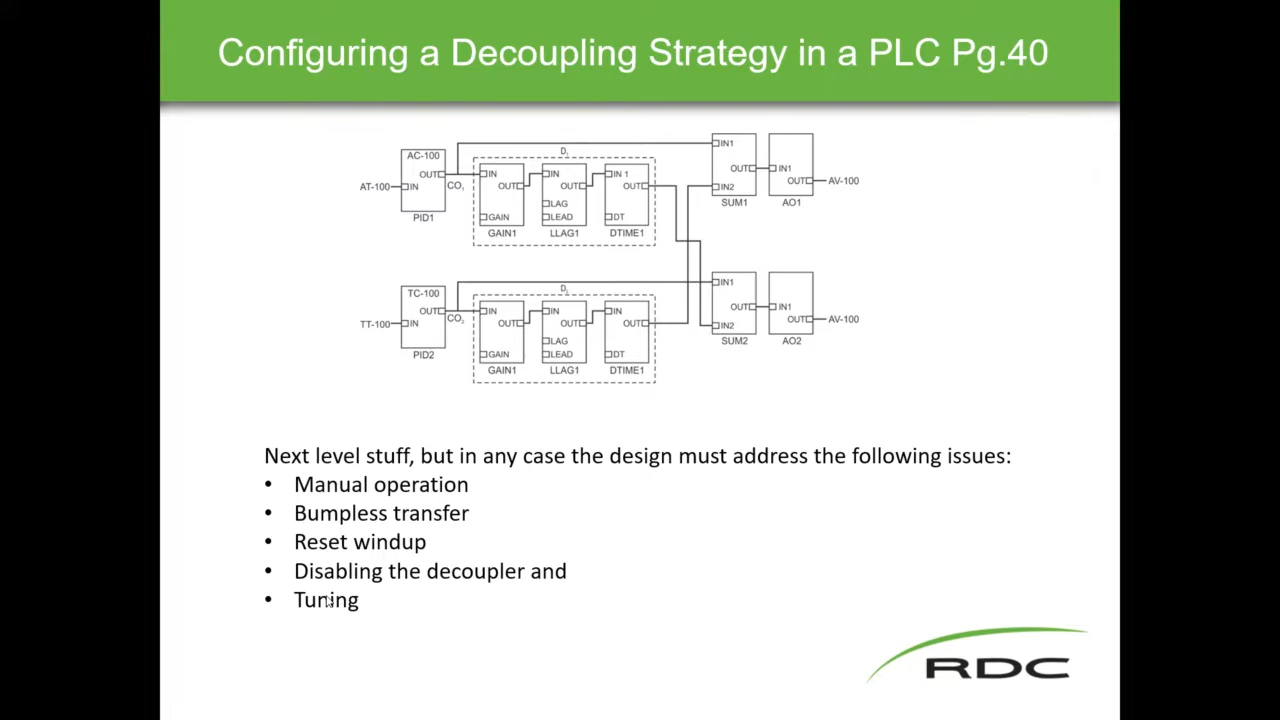 Configuring a Decoupling Strategy in a PLC Pg.40
AC-100
OUT
AT-100
IN
CO₁
PID1
D₁
IN
OUT
GAIN
GAIN1
IN
OUT
LAG
LEAD
LLAG1
IN 1
OUT
DT
DTIME1
IN1
OUT
IN2
SUM1
IN1
OUT
AO1
AV-100
TC-100
OUT
TT-100
IN
CO₂
PID2
D₂
IN
OUT
GAIN
GAIN1
IN
OUT
LAG
LEAD
LLAG1
IN
OUT
DT
DTIME1
IN1
OUT
IN2
SUM2
IN1
OUT
AO2
AV-100
Next level stuff, but in any case the design must address the following issues:
• Manual operation
• Bumpless transfer
• Reset windup
• Disabling the decoupler and
• Tuning
RDC